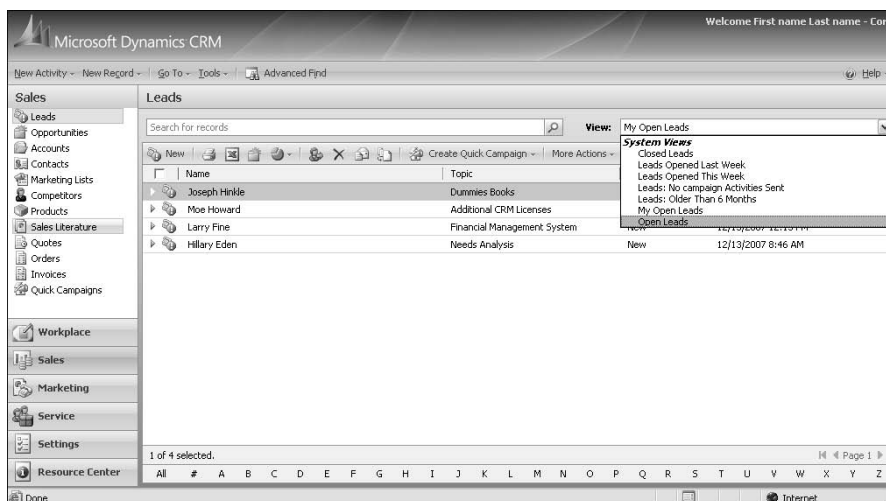 Welcome First name Last name - Cor
Microsoft Dynamics CRM
New Activity - New Record - Go To - Tools - Advanced Find Help
Sales Leads
Leads
Opportunities
Accounts
Contacts
Marketing Lists
Competitors
Products
Sales Literature
Quotes
Orders
Invoices
Quick Campaigns
Workplace
Sales
Marketing
Service
Settings
Resource Center
Search for records View: My Open Leads
System Views
Closed Leads
Leads Opened Last Week
Leads Opened This Week
Leads: No campaign Activities Sent
Leads: Older Than 6 Months
My Open Leads
Open Leads
New Create Quick Campaign - More Actions -
Name Topic
Joseph Hinkle Dummies Books
Moe Howard Additional CRM Licenses
Larry Fine Financial Management System
Hillary Eden Needs Analysis New 12/13/2007 8:46 AM
1 of 4 selected. Page 1
All # A B C D E F G H I J K L M N O P Q R S T U V W X Y Z
Done Internet